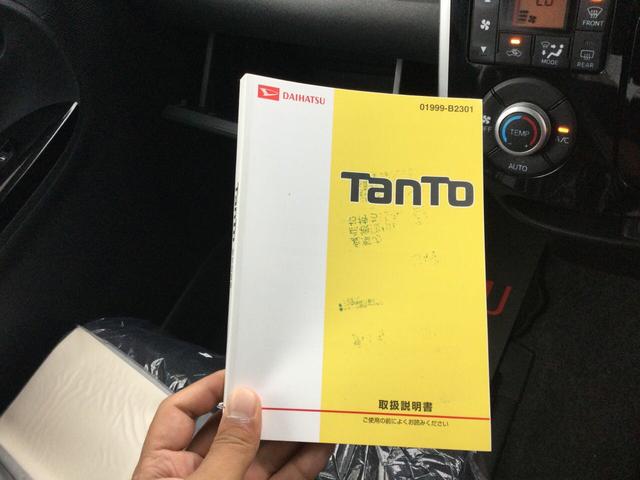 FRONT
MODE
REAR
TEMP
A/C
AUTO
DAIHATSU
01999-B2301
TanTo
取扱説明書
ご使用の前によくお読みください